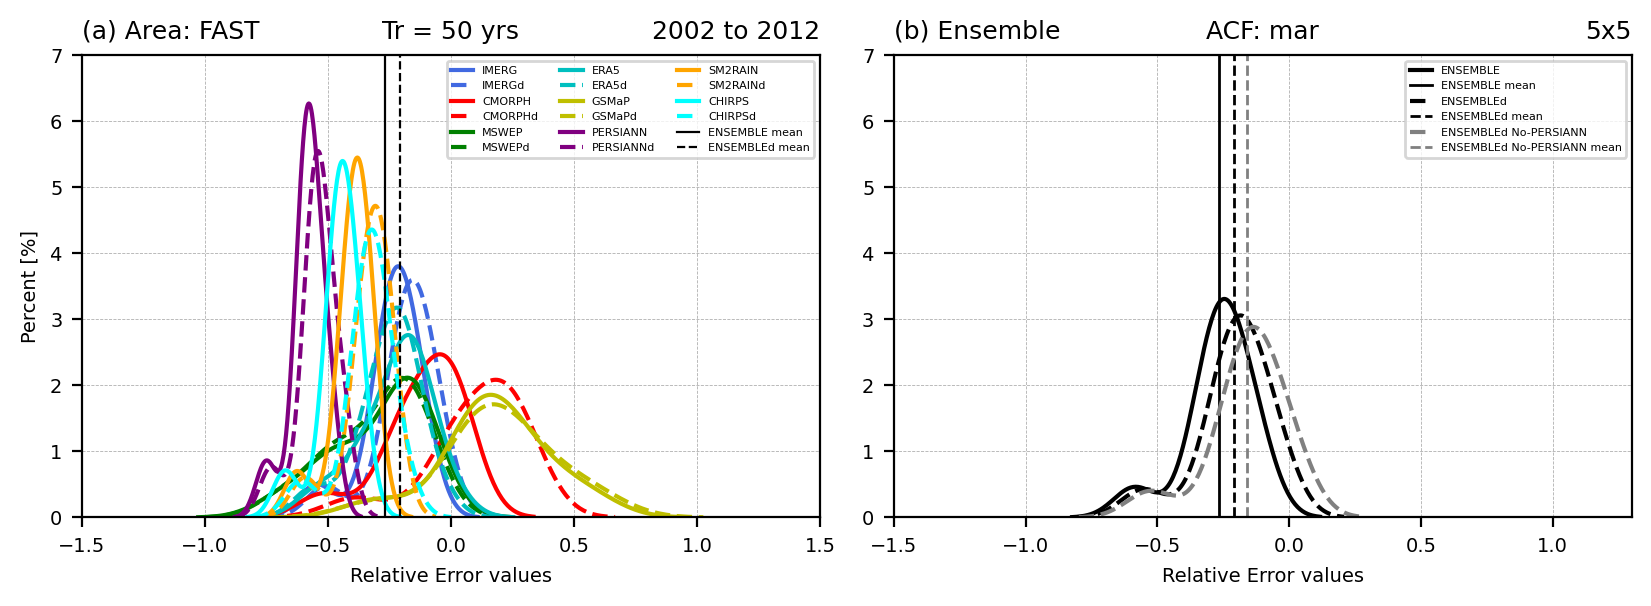 (a) Area: FAST Tr = 50 yrs 2002 to 2012
7
6
5
4
3
2
1
0
Percent [%]
−1.5 −1.0 −0.5 0.0 0.5 1.0 1.5
Relative Error values
IMERG
IMERGd
CMORPH
CMORPHd
MSWEP
MSWEPd
ERA5
ERA5d
GSMaP
GSMaPd
PERSIANN
PERSIANNd
SM2RAIN
SM2RAINd
CHIRPS
CHIRPSd
ENSEMBLE mean
ENSEMBLEd mean
(b) Ensemble ACF: mar 5x5
7
6
5
4
3
2
1
0
−1.5 −1.0 −0.5 0.0 0.5 1.0
Relative Error values
ENSEMBLE
ENSEMBLE mean
ENSEMBLEd
ENSEMBLEd mean
ENSEMBLEd No-PERSIANN
ENSEMBLEd No-PERSIANN mean